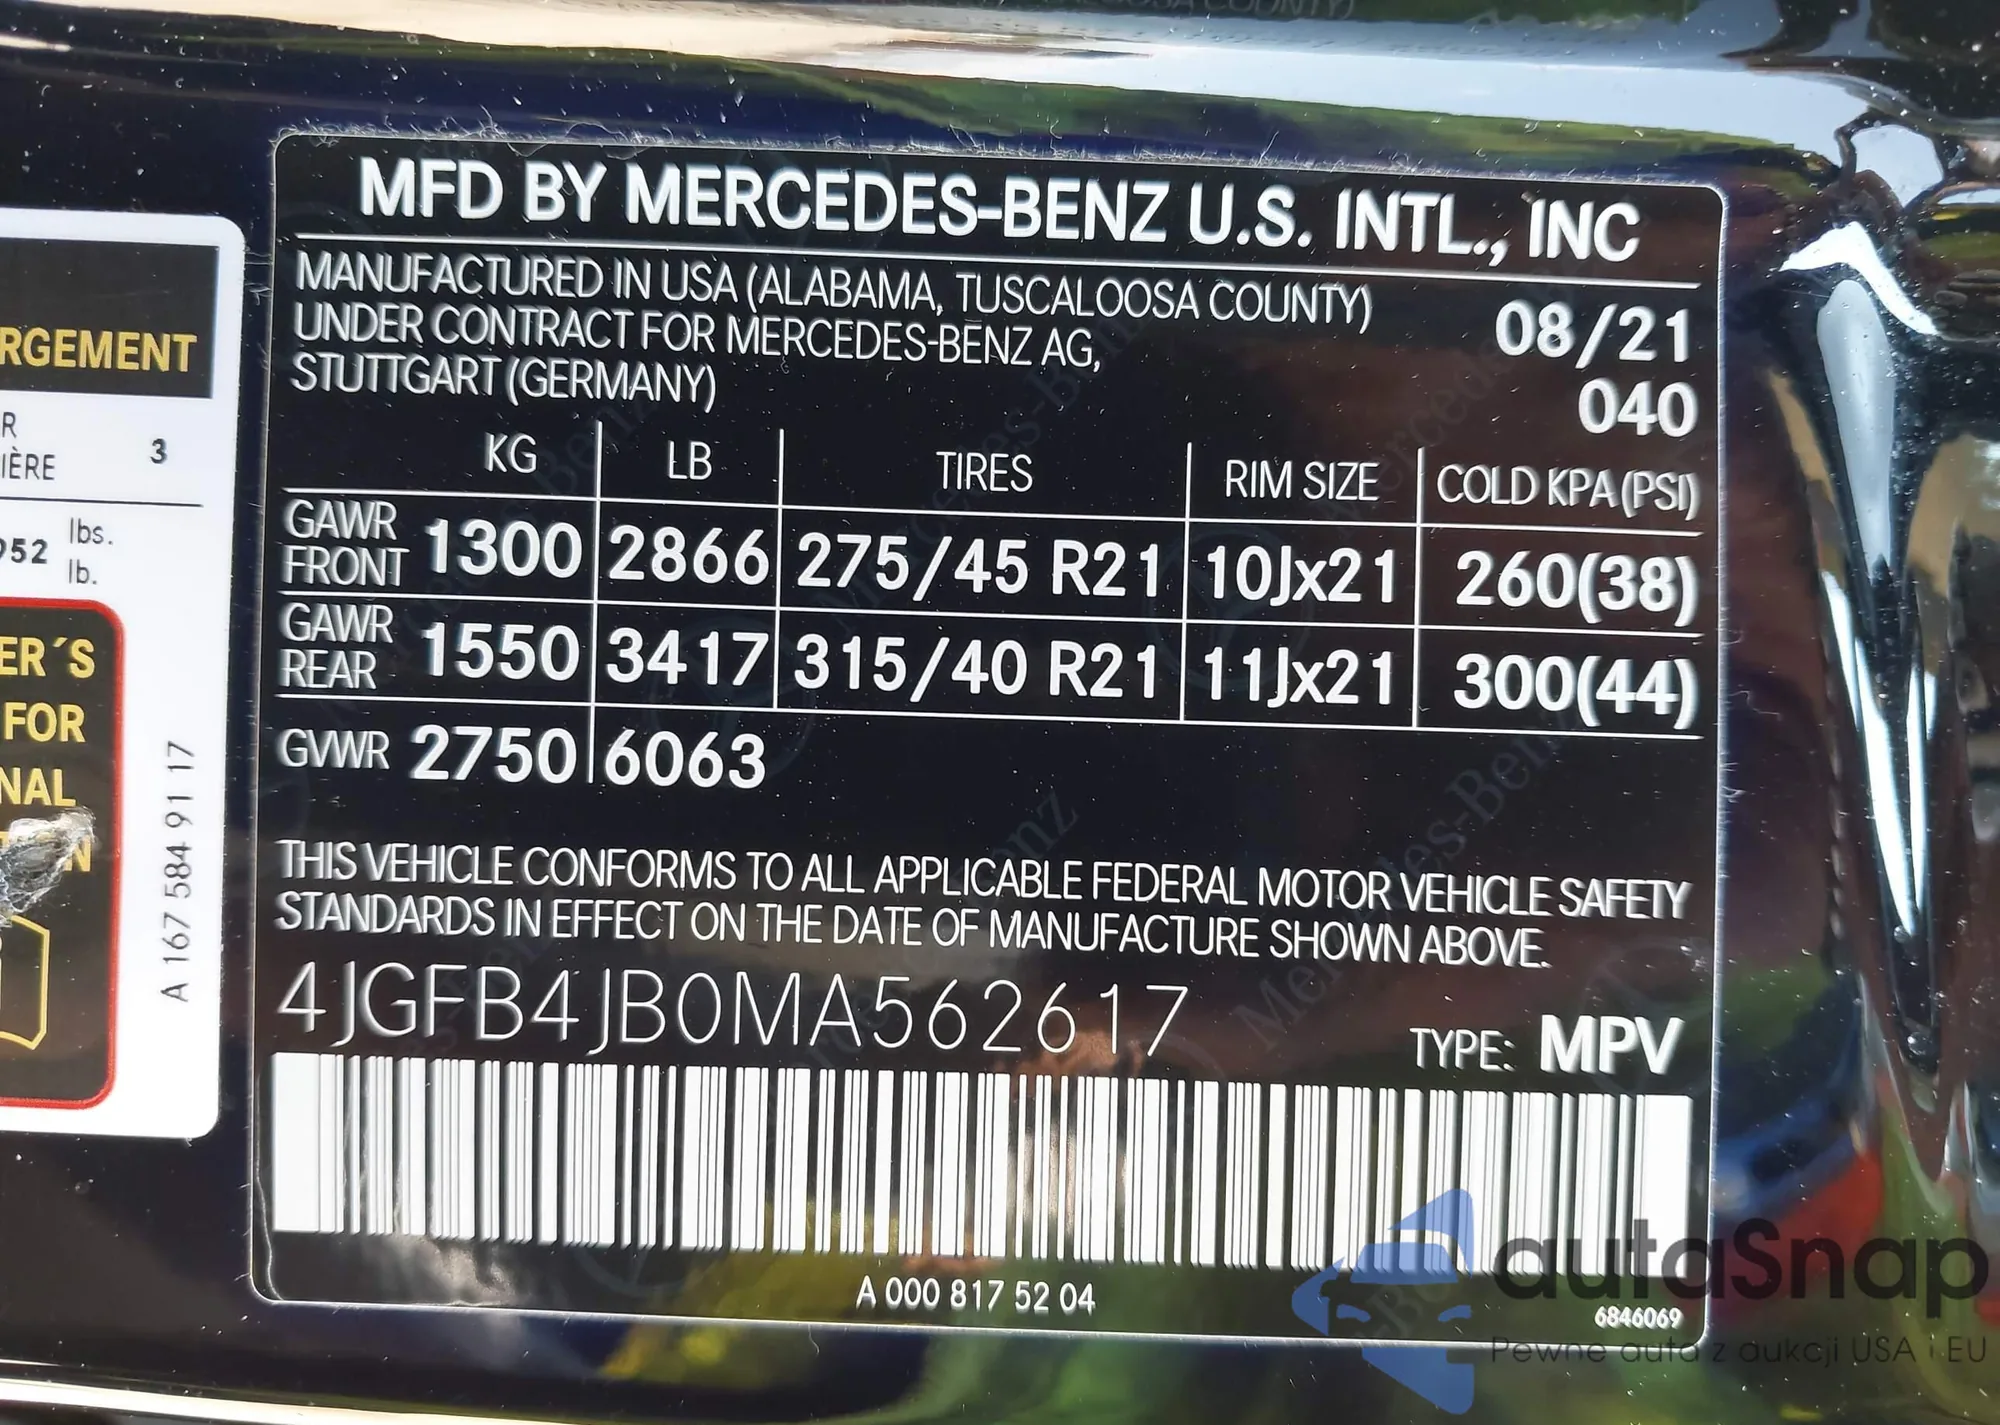 MFD BY MERCEDES-BENZ U.S. INTL., INC
MANUFACTURED IN USA (ALABAMA, TUSCALOOSA COUNTY)
UNDER CONTRACT FOR MERCEDES-BENZ AG,
STUTTGART (GERMANY)
08/21
040
KG LB TIRES RIM SIZE COLD KPA(PSI)
GAWR FRONT 1300 2866 275/45 R21 10Jx21 260(38)
GAWR REAR 1550 3417 315/40 R21 11Jx21 300(44)
GVWR 2750 6063
THIS VEHICLE CONFORMS TO ALL APPLICABLE FEDERAL MOTOR VEHICLE SAFETY
STANDARDS IN EFFECT ON THE DATE OF MANUFACTURE SHOWN ABOVE.
4JGFB4JB0MA562617
TYPE: MPV
A 000 817 52 04
6846069
RGEMENT
R
IÈRE 3
952 lbs.
lb.
ER´S
FOR
NAL
A 167 584 91 17
autaSnap
Pewne auta z aukcji USA i EU